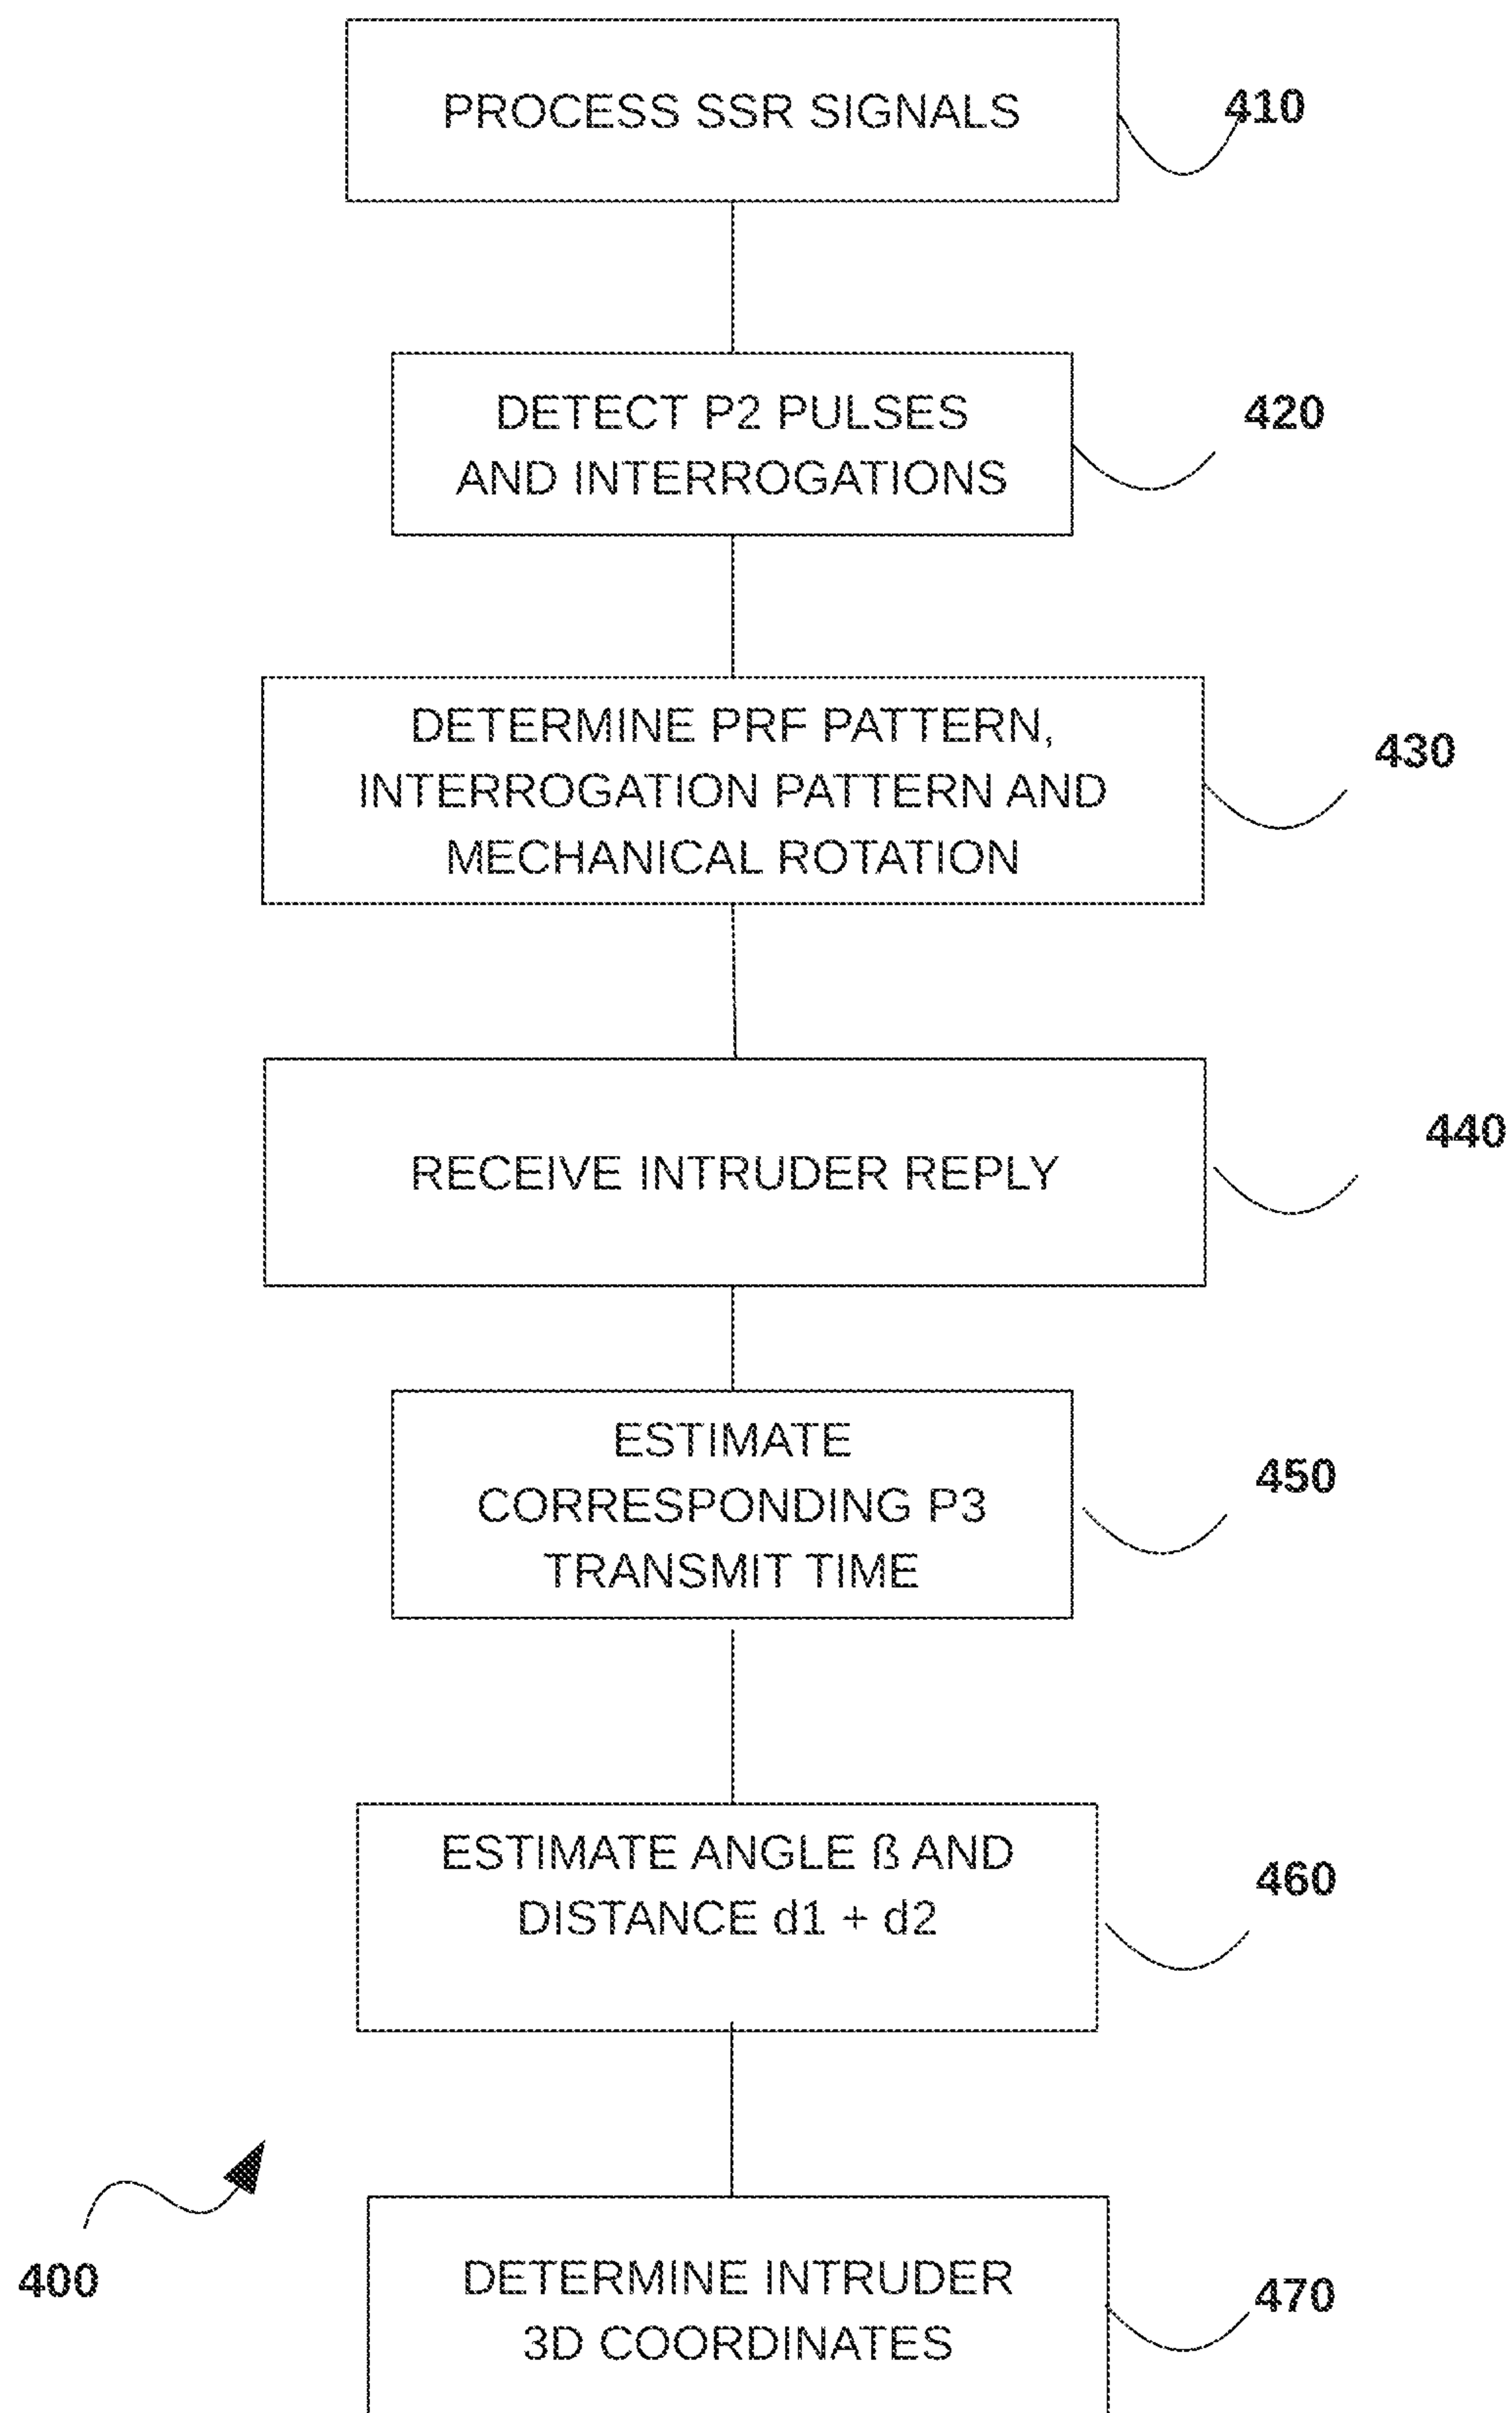 PROCESS SSR SIGNALS
410
DETECT P2 PULSES
AND INTERROGATIONS
420
DETERMINE PRF PATTERN,
INTERROGATION PATTERN AND
MECHANICAL ROTATION
430
RECEIVE INTRUDER REPLY
440
ESTIMATE
CORRESPONDING P3
TRANSMIT TIME
450
ESTIMATE ANGLE ß AND
DISTANCE d1 + d2
460
400
DETERMINE INTRUDER
3D COORDINATES
470